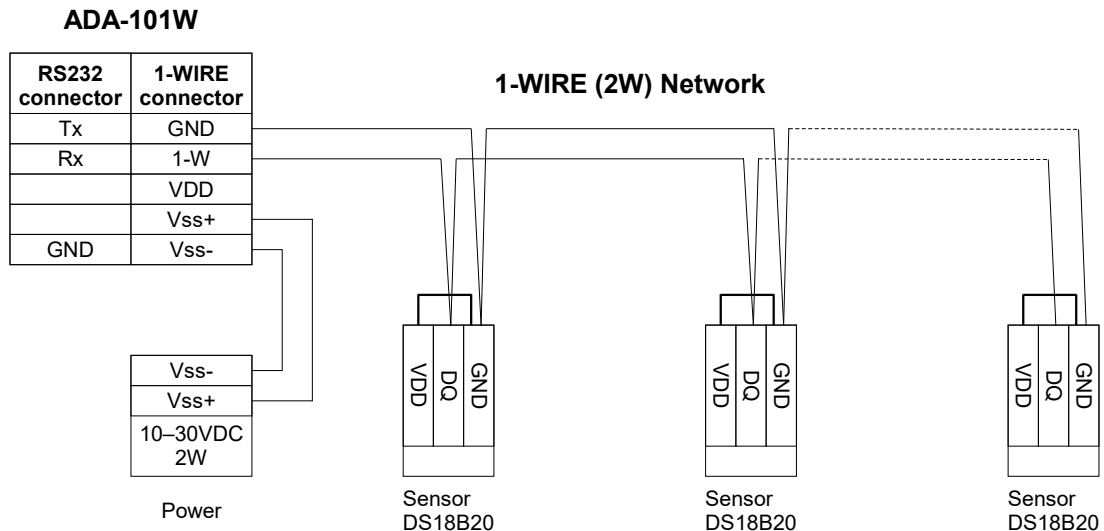 ADA-101W
RS232 connector
1-WIRE connector
1-WIRE (2W) Network
Tx
GND
Rx
1-W
VDD
Vss+
GND
Vss-
Vss-
Vss+
10–30VDC
2W
Power
VDD
DQ
GND
Sensor
DS18B20
VDD
DQ
GND
Sensor
DS18B20
VDD
DQ
GND
Sensor
DS18B20